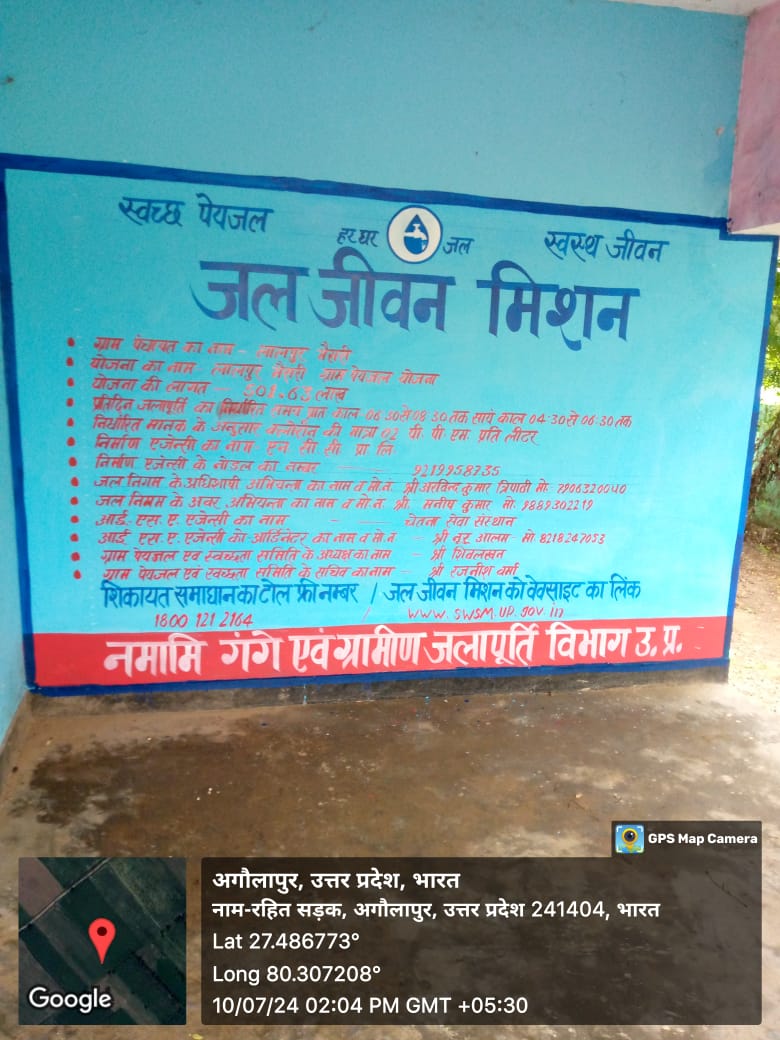 स्वच्छ पेयजल
हर घर जल
स्वस्थ जीवन
जल जीवन मिशन
ग्राम पंचायत का नाम - लालपुर भैंसरी
योजना का नाम - लालपुर भैंसरी ग्राम पेयजल योजना
योजना की लागत - 501.63 लाख
प्रतिदिन जलापूर्ति का निर्धारित समय प्रात काल 06:30 से 08:30 तक सायं काल 04:30 से 06:30 तक
निर्धारित मानक के अनुसार क्लोरीन की मात्रा 02 पी. पी. एम. प्रति लीटर
निर्माण एजेन्सी का नाम - एन. सी. सी. प्रा. लि.
निर्माण एजेन्सी के नोडल का नम्बर - 9219958735
जल निगम के अधिशाषी अभियन्ता का नाम व मो.न. श्री अरविन्द कुमार त्रिपाठी मो. 7906320040
जल निगम के अवर अभियन्ता का नाम व मो.न. श्री. मनीष कुमार मो. 9889302219
आई. एस. ए. एजेन्सी का नाम - चेतना सेवा संस्थान
आई. एस. ए. एजेन्सी को-आर्डिनेटर का नाम व मो.न. - श्री नूर आलम - मो. 8218247053
ग्राम पेयजल एवं स्वच्छता समिति के अध्यक्ष का नाम - श्री शिवलखन
ग्राम पेयजल एवं स्वच्छता समिति के सचिव का नाम - श्री रजनीश वर्मा
शिकायत समाधान का टोल फ्री नम्बर / जल जीवन मिशन की वेवसाइट का लिंक
1800 121 2164 / www.swsm.up.gov.in
नमामि गंगे एवं ग्रामीण जलापूर्ति विभाग उ. प्र.
GPS Map Camera
अगौलापुर, उत्तर प्रदेश, भारत
नाम-रहित सड़क, अगौलापुर, उत्तर प्रदेश 241404, भारत
Lat 27.486773°
Long 80.307208°
10/07/24 02:04 PM GMT +05:30
Google